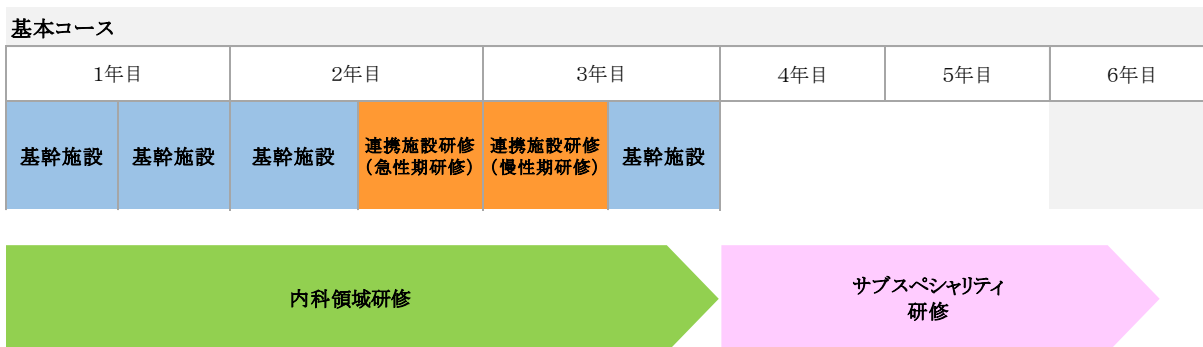 基本コース
1年目 2年目 3年目 4年目 5年目 6年目
基幹施設 基幹施設 基幹施設 連携施設研修 連携施設研修 基幹施設
(急性期研修) (慢性期研修)
内科領域研修
サブスペシャリティ
研修